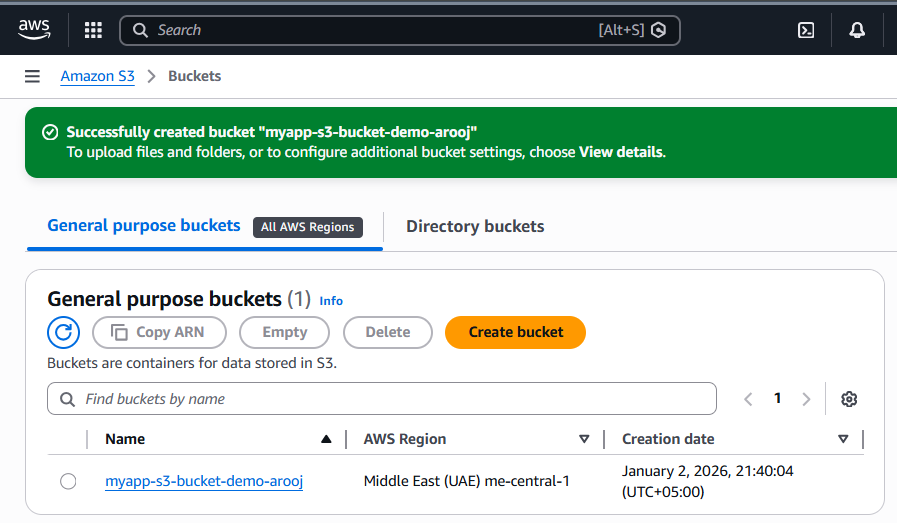 aws
Search [Alt+S]
Amazon S3 Buckets
Successfully created bucket "myapp-s3-bucket-demo-arooj"
To upload files and folders, or to configure additional bucket settings, choose View details.
General purpose buckets All AWS Regions Directory buckets
General purpose buckets (1) Info
Copy ARN Empty Delete Create bucket
Buckets are containers for data stored in S3.
Find buckets by name 1
Name AWS Region Creation date
myapp-s3-bucket-demo-arooj Middle East (UAE) me-central-1 January 2, 2026, 21:40:04
(UTC+05:00)